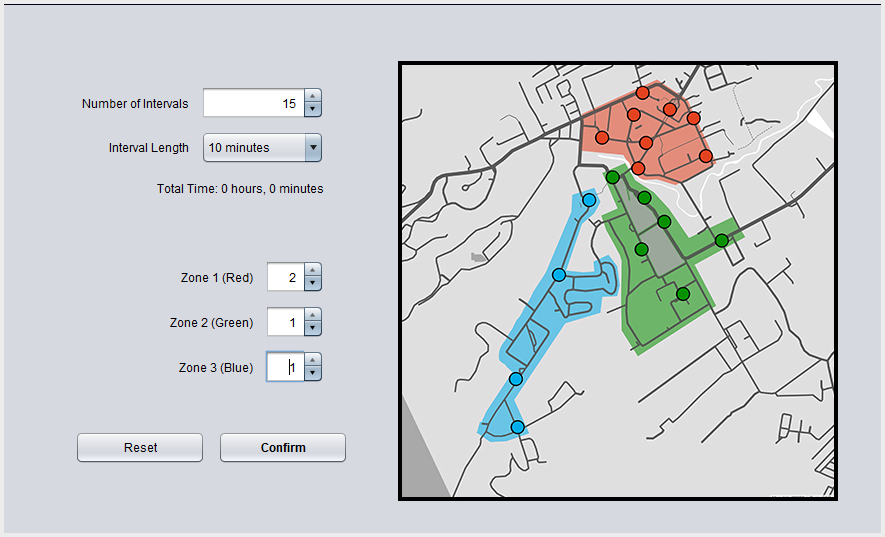 Number of Intervals 15
Interval Length 10 minutes
Total Time: 0 hours, 0 minutes
Zone 1 (Red) 2
Zone 2 (Green) 1
Zone 3 (Blue) 1
Reset Confirm